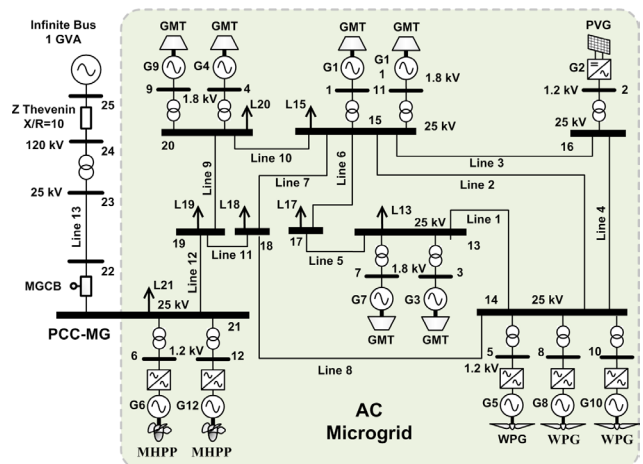 Infinite Bus
1 GVA
25
Z Thevenin
X/R=10
120 kV
24
25 kV
23
Line 13
22
MGCB
PCC-MG
GMT
GMT
GMT
GMT
PVG
G9
G4
G1
G1
1
G2
9
1.8 kV
4
1
11
1.8 kV
1.2 kV
2
L20
L15
20
15
25 kV
25 kV
16
Line 10
Line 3
Line 9
Line 7
Line 6
Line 2
Line 4
L19
L18
L17
L13
19
Line 11
18
17
25 kV
13
Line 1
Line 5
Line 12
7
1.8 kV
3
G7
G3
GMT
GMT
L21
25 kV
21
14
25 kV
6
1.2 kV
12
Line 8
5
1.2 kV
8
10
G6
G12
G5
G8
G10
MHPP
MHPP
WPG
WPG
WPG
AC
Microgrid